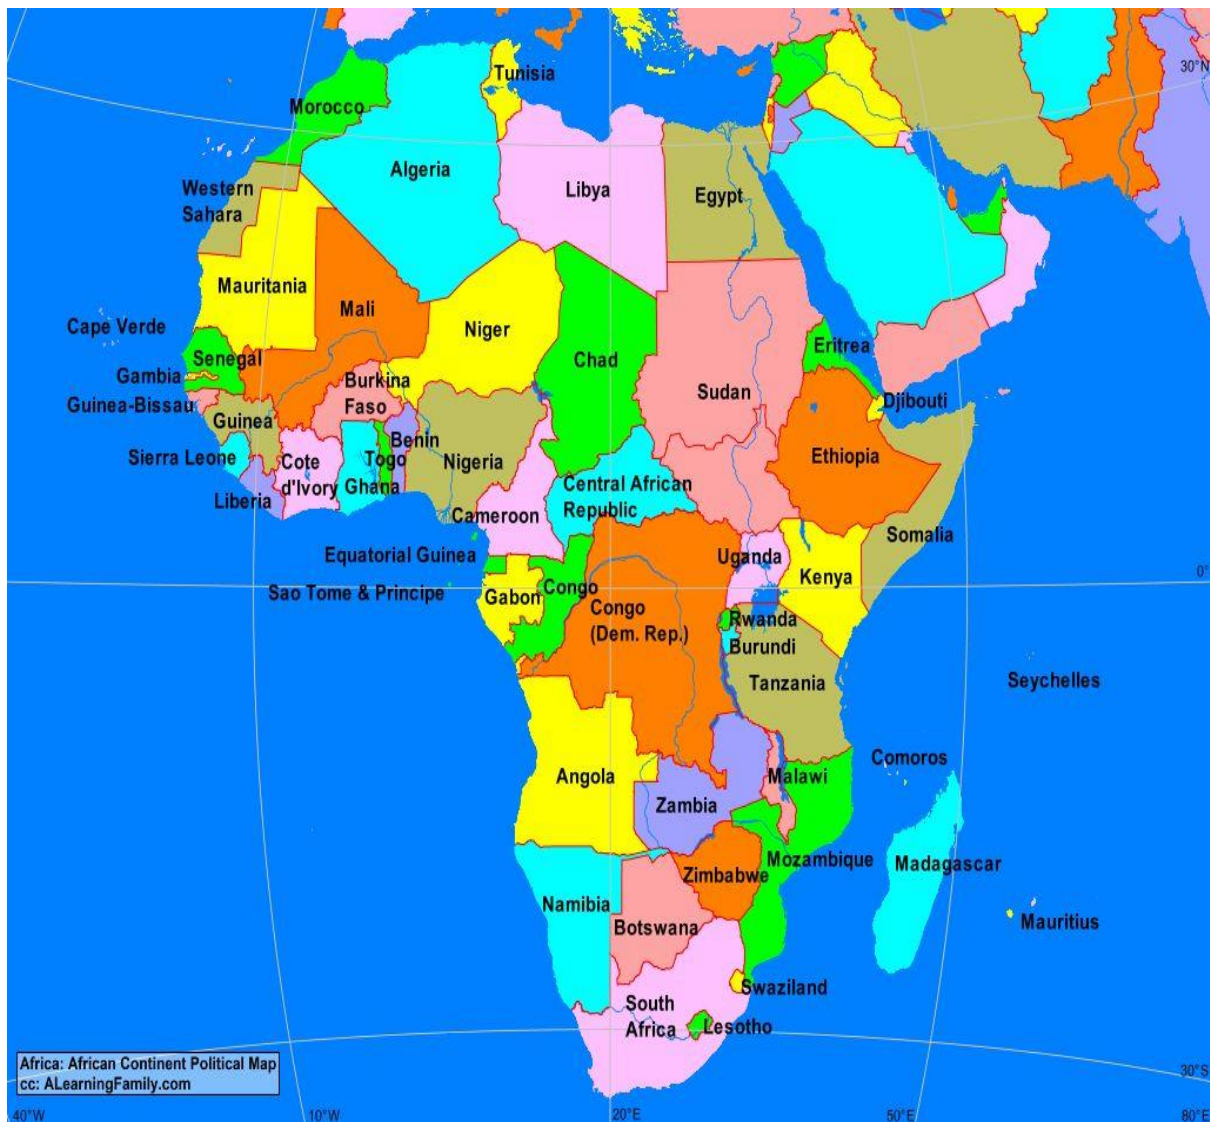 30°N
Tunisia
Morocco
Algeria
Western
Sahara
Libya
Egypt
Mauritania
Mali
Cape Verde
Niger
Senegal
Chad
Eritrea
Gambia
Burkina
Faso
Sudan
Guinea-Bissau
Djibouti
Guinea
Benin
Sierra Leone
Cote
d'Ivory
Togo
Nigeria
Ethiopia
Ghana
Liberia
Central African
Republic
Cameroon
Somalia
Equatorial Guinea
Uganda
0°
Kenya
Sao Tome & Principe
Gabon
Congo
Congo
(Dem. Rep.)
Rwanda
Burundi
Tanzania
Seychelles
Comoros
Angola
Malawi
Zambia
Mozambique
Madagascar
Zimbabwe
Namibia
Botswana
Mauritius
Swaziland
South
Africa
Lesotho
Africa: African Continent Political Map
cc: ALearningFamily.com
30°S
40°W
10°W
20°E
50°E
80°E